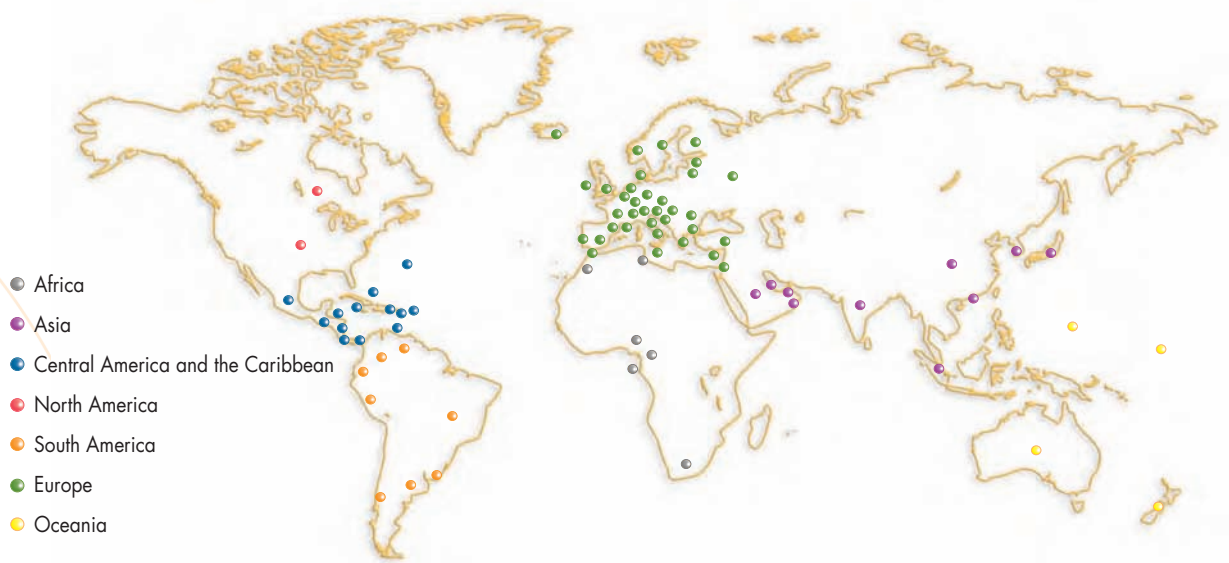 Africa
Asia
Central America and the Caribbean
North America
South America
Europe
Oceania